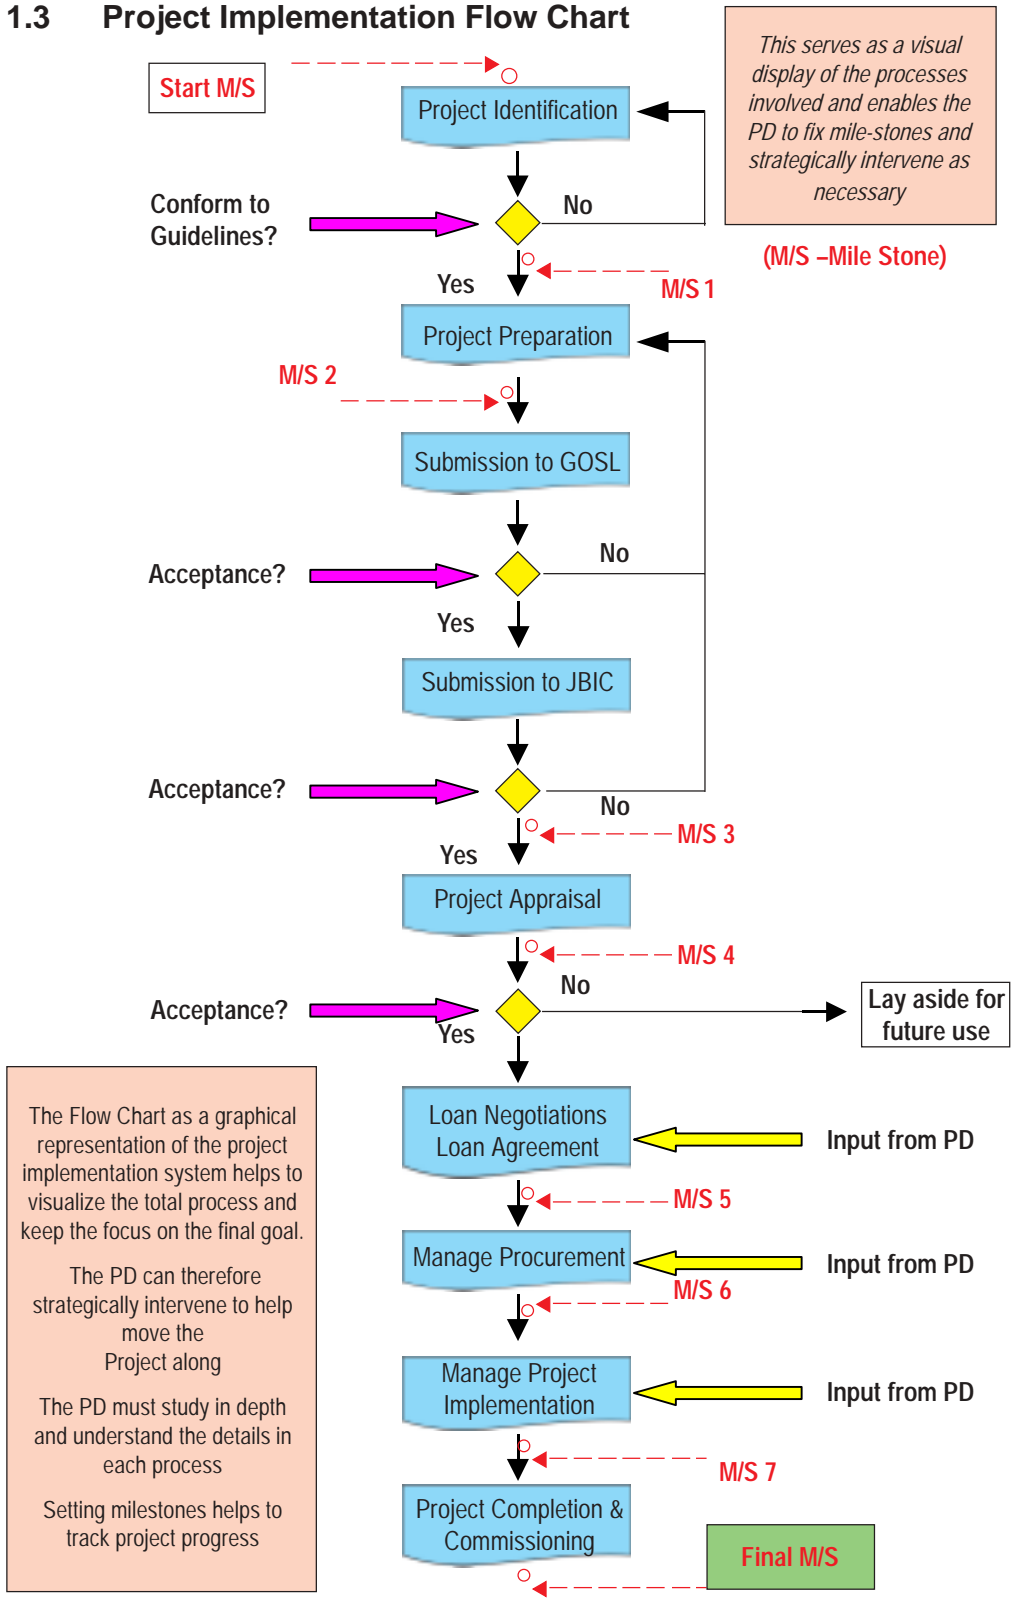 1.3 Project Implementation Flow Chart
This serves as a visual
display of the processes
involved and enables the
PD to fix mile-stones and
strategically intervene as
necessary
Start M/S
Project Identification
Conform to
Guidelines?
No
(M/S –Mile Stone)
Yes
M/S 1
Project Preparation
M/S 2
Submission to GOSL
No
Acceptance?
Yes
Submission to JBIC
Acceptance?
No
M/S 3
Yes
Project Appraisal
M/S 4
No
Acceptance?
Yes
Lay aside for
future use
The Flow Chart as a graphical
representation of the project
implementation system helps to
visualize the total process and
keep the focus on the final goal.
The PD can therefore
strategically intervene to help
move the
Project along
The PD must study in depth
and understand the details in
each process
Setting milestones helps to
track project progress
Loan Negotiations
Loan Agreement
Input from PD
M/S 5
Manage Procurement
Input from PD
M/S 6
Manage Project
Implementation
Input from PD
M/S 7
Project Completion &
Commissioning
Final M/S